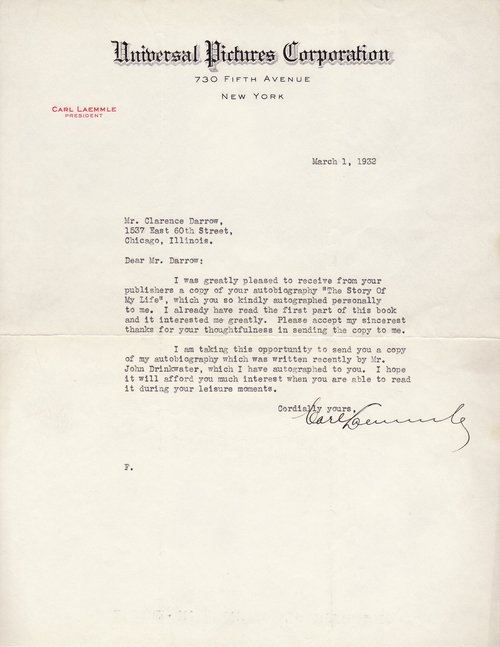 Universal Pictures Corporation
730 Fifth Avenue
New York
Carl Laemmle
President
March 1, 1932
Mr. Clarence Darrow,
1537 East 60th Street,
Chicago, Illinois.
Dear Mr. Darrow:
I was greatly pleased to receive from your
publishers a copy of your autobiography "The Story Of
My Life", which you so kindly autographed personally
to me. I already have read the first part of this book
and it interested me greatly. Please accept my sincerest
thanks for your thoughtfulness in sending the copy to me.
I am taking this opportunity to send you a copy
of my autobiography which was written recently by Mr.
John Drinkwater, which I have autographed to you. I hope
it will afford you much interest when you are able to read
it during your leisure moments.
Cordially yours,
Carl Laemmle
F.